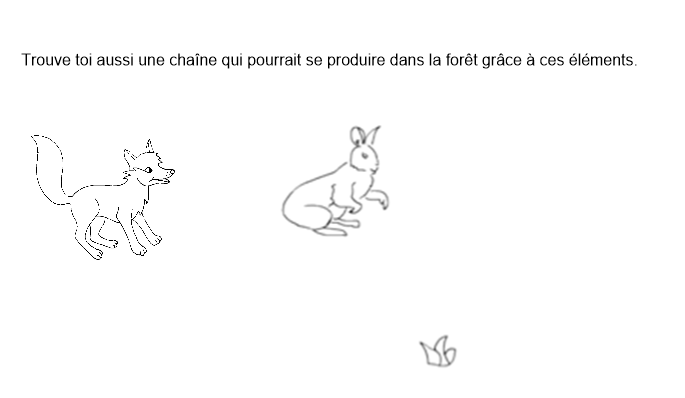 Trouve toi aussi une chaîne qui pourrait se produire dans la forêt grâce à ces éléments.